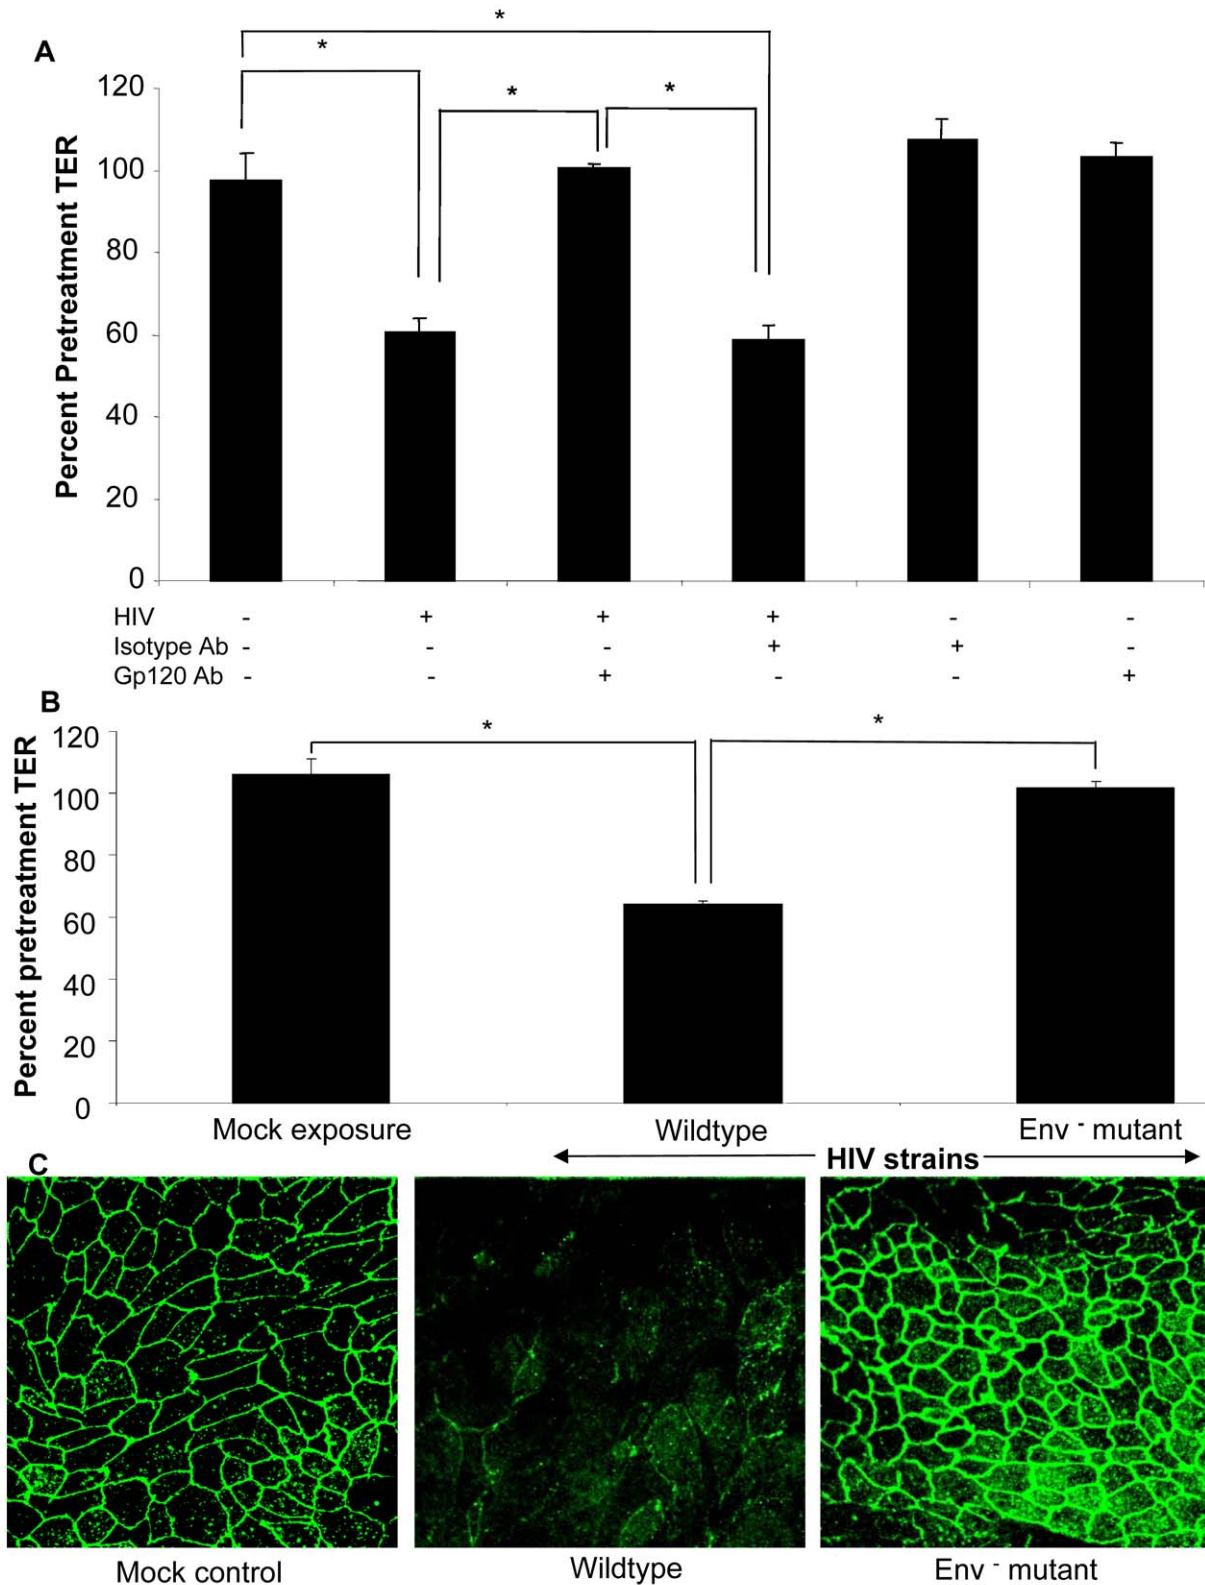 A
*
*
*
*
Percent Pretreatment TER
120
100
80
60
40
20
0
HIV - + + + - -
Isotype Ab - - - + + -
Gp120 Ab - - + - - +
B
*
*
Percent pretreatment TER
120
100
80
60
40
20
0
Mock exposure Wildtype Env - mutant
HIV strains
C
Mock control Wildtype Env - mutant